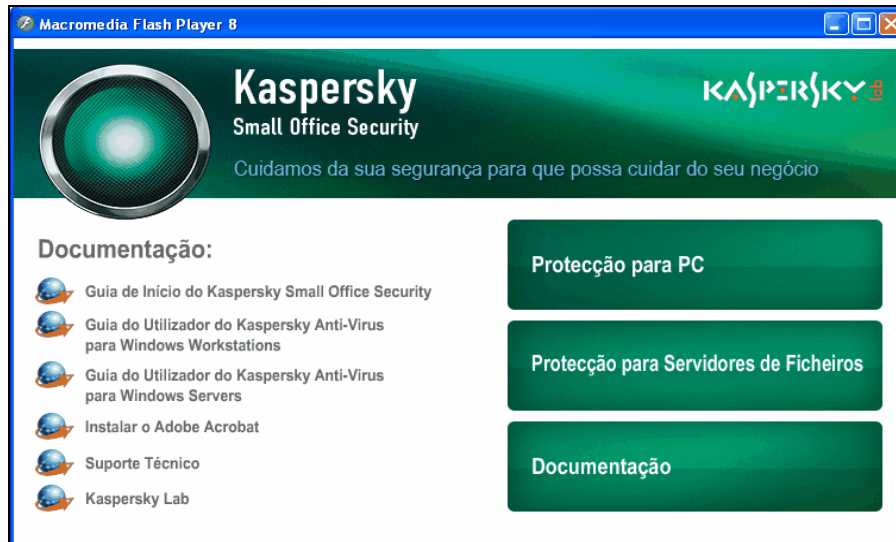 Macromedia Flash Player 8
Kaspersky
Small Office Security
Cuidamos da sua segurança para que possa cuidar do seu negócio
KASPERSKY lab
Documentação:
Guia de Início do Kaspersky Small Office Security
Guia do Utilizador do Kaspersky Anti-Virus
para Windows Workstations
Guia do Utilizador do Kaspersky Anti-Virus
para Windows Servers
Instalar o Adobe Acrobat
Suporte Técnico
Kaspersky Lab
Protecção para PC
Protecção para Servidores de Ficheiros
Documentação